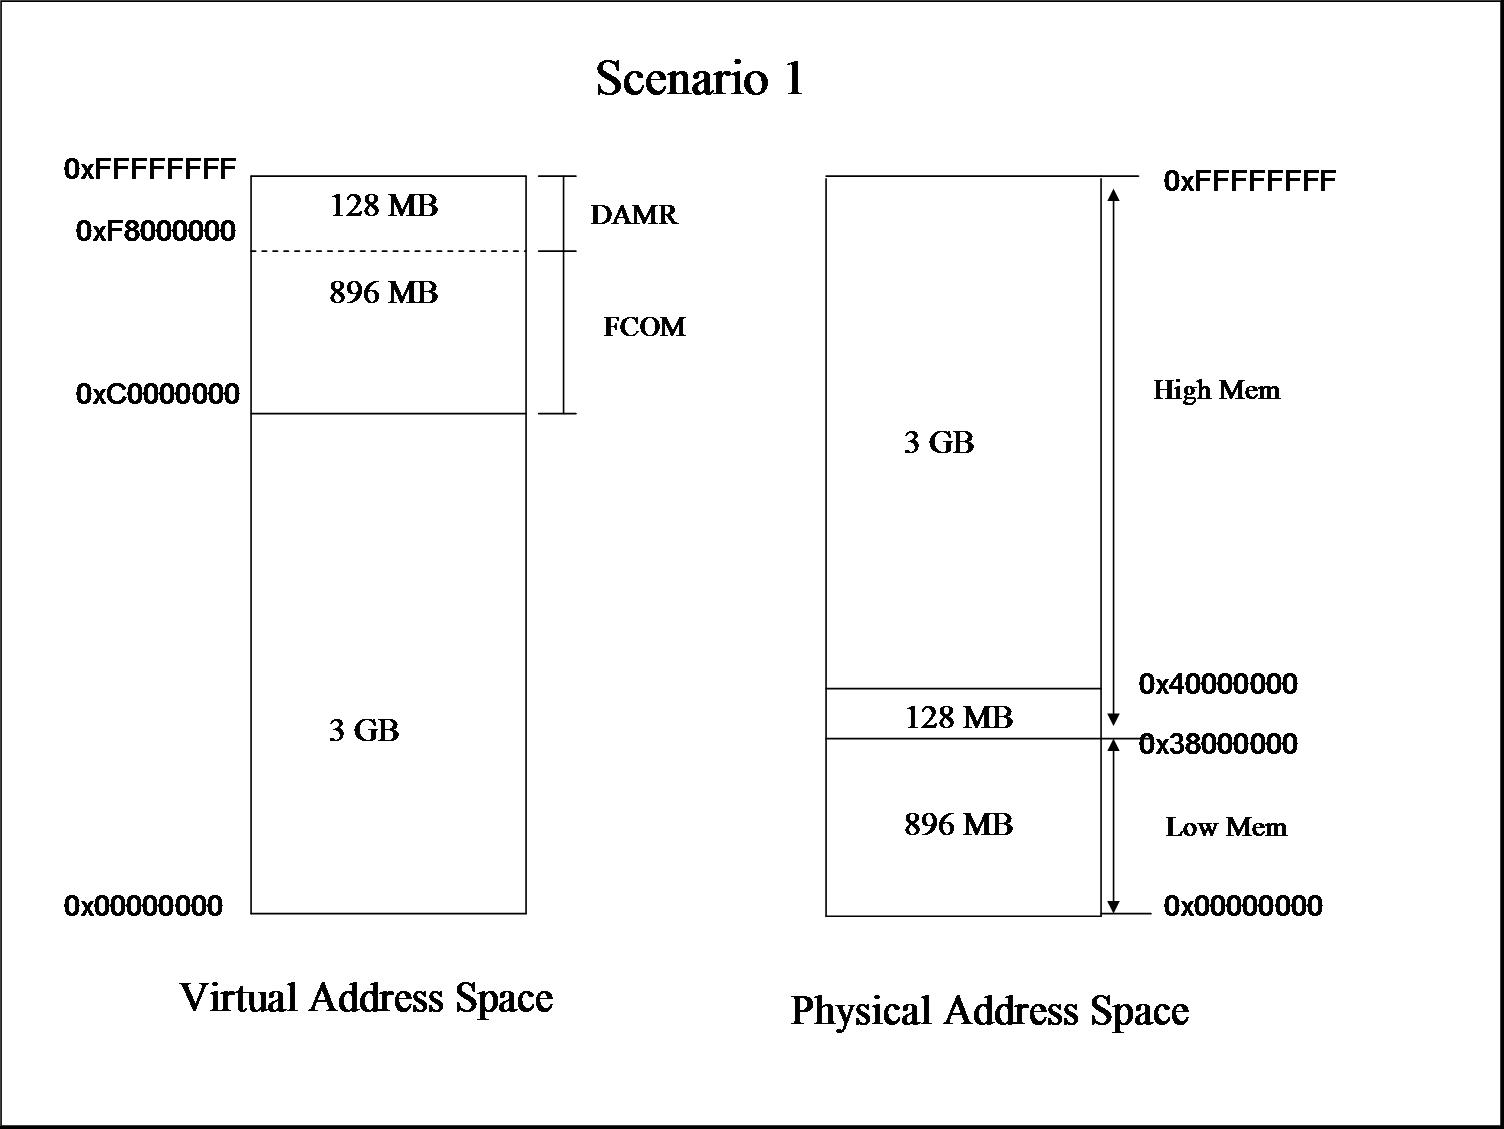 Scenario 1
0xFFFFFFFF
128 MB
DAMR
0xF8000000
896 MB
FCOM
0xC0000000
3 GB
0x00000000
Virtual Address Space
0xFFFFFFFF
High Mem
3 GB
0x40000000
128 MB
0x38000000
896 MB
Low Mem
0x00000000
Physical Address Space